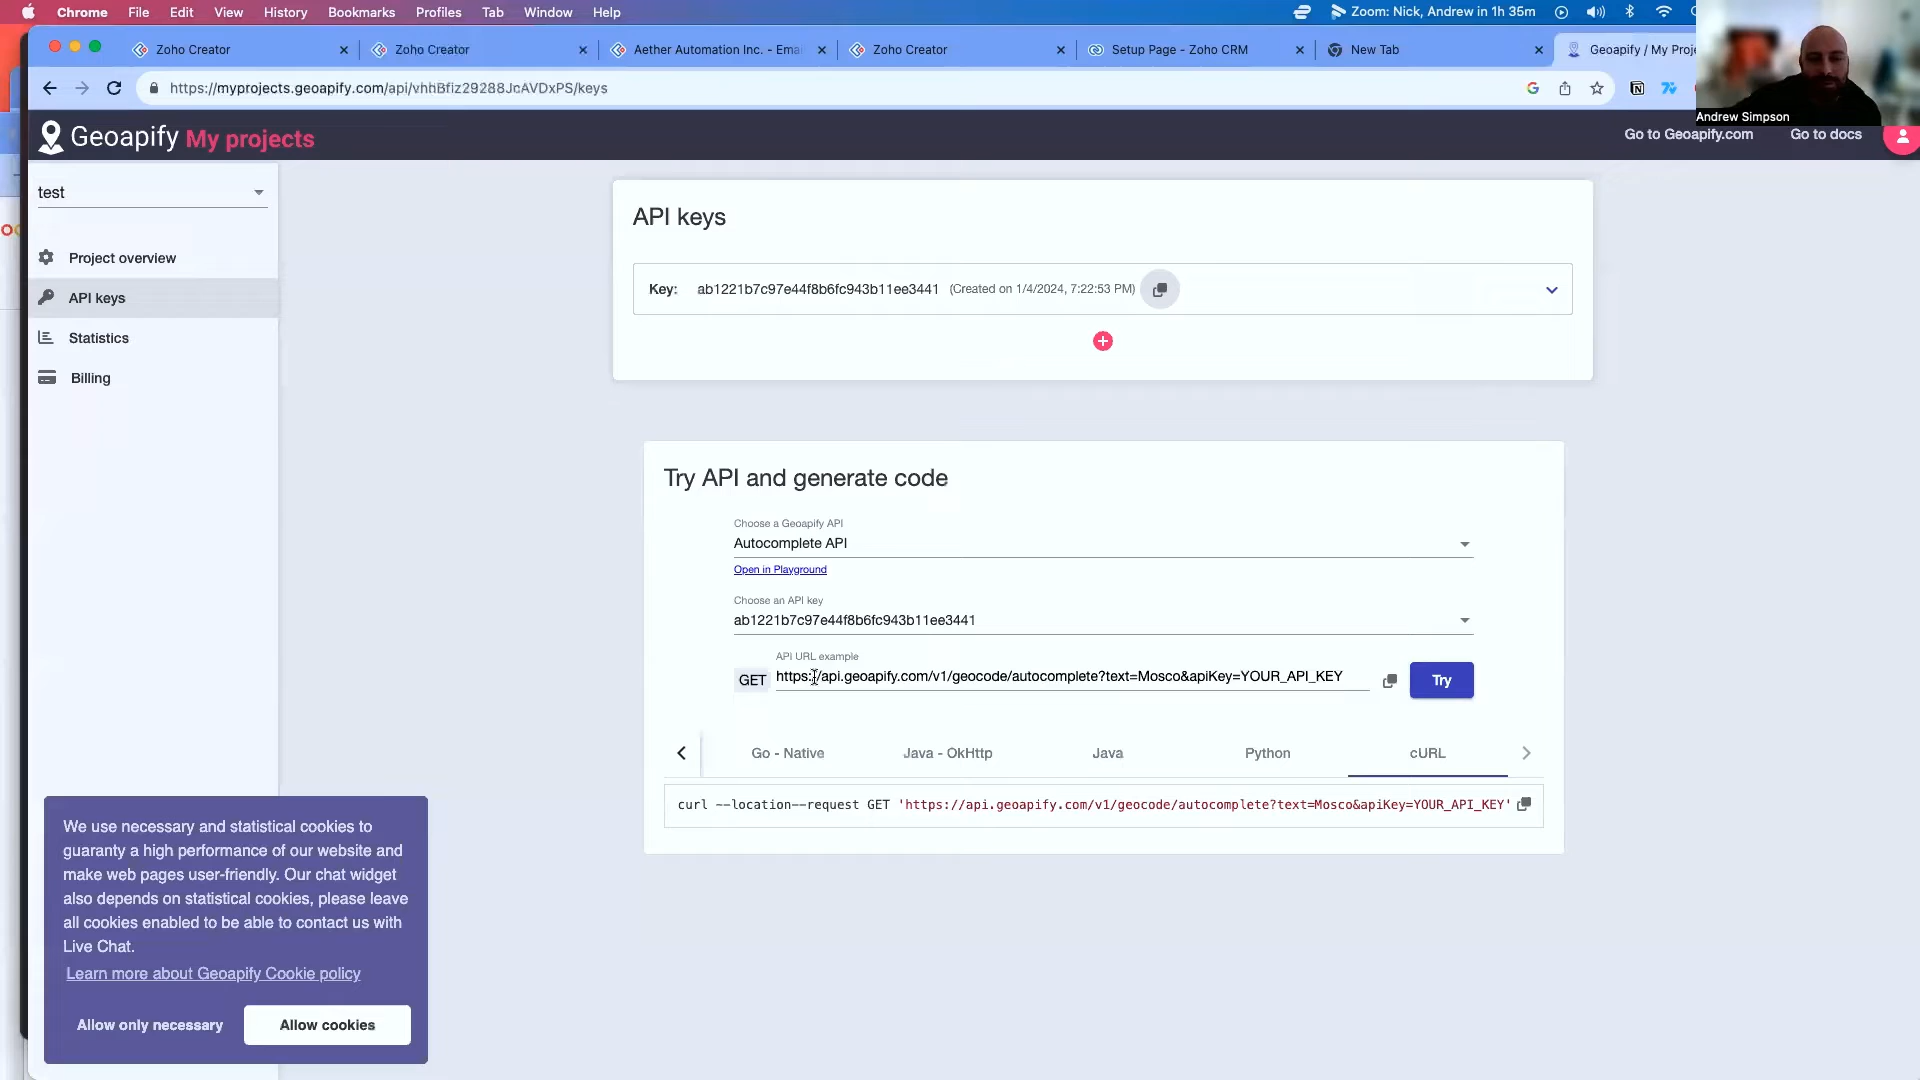 Chrome File Edit View History Bookmarks Profiles Tab Window Help Zoom: Nick, Andrew in 1h 35m
Zoho Creator Zoho Creator Aether Automation Inc. - Ema Zoho Creator Setup Page - Zoho CRM New Tab Geoapify / My Proje
https://myprojects.geoapify.com/api/vhhBfiz29288JcAVDxPS/keys
Andrew Simpson
Geoapify My projects Go to Geoapify.com Go to docs
test
Project overview
API keys
Statistics
Billing
API keys
Key: ab1221b7c97e44f8b6fc943b11ee3441 (Created on 1/4/2024, 7:22:53 PM)
Try API and generate code
Choose a Geoapify API
Autocomplete API
Open in Playground
Choose an API key
ab1221b7c97e44f8b6fc943b11ee3441
API URL example
GET https://api.geoapify.com/v1/geocode/autocomplete?text=Mosco&apiKey=YOUR_API_KEY Try
Go - Native Java - OkHttp Java Python cURL
curl --location--request GET 'https://api.geoapify.com/v1/geocode/autocomplete?text=Mosco&apiKey=YOUR_API_KEY'
We use necessary and statistical cookies to
guaranty a high performance of our website and
make web pages user-friendly. Our chat widget
also depends on statistical cookies, please leave
all cookies enabled to be able to contact us with
Live Chat.
Learn more about Geoapify Cookie policy
Allow only necessary Allow cookies